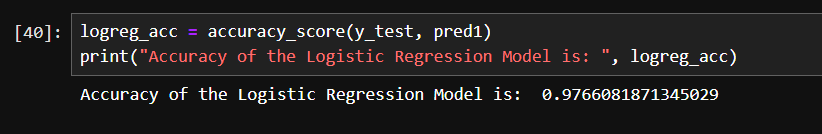 [40]: logreg_acc = accuracy_score(y_test, pred1)
print("Accuracy of the Logistic Regression Model is: ", logreg_acc)
Accuracy of the Logistic Regression Model is:  0.9766081871345029